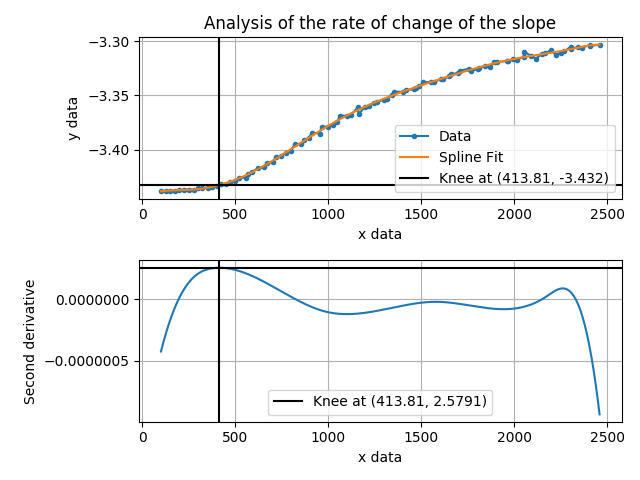 Analysis of the rate of change of the slope
−3.30
−3.35
−3.40
y data
Data
Spline Fit
Knee at (413.81, -3.432)
0
500
1000
1500
2000
2500
x data
0.0000000
−0.0000005
Second derivative
Knee at (413.81, 2.5791)
0
500
1000
1500
2000
2500
x data